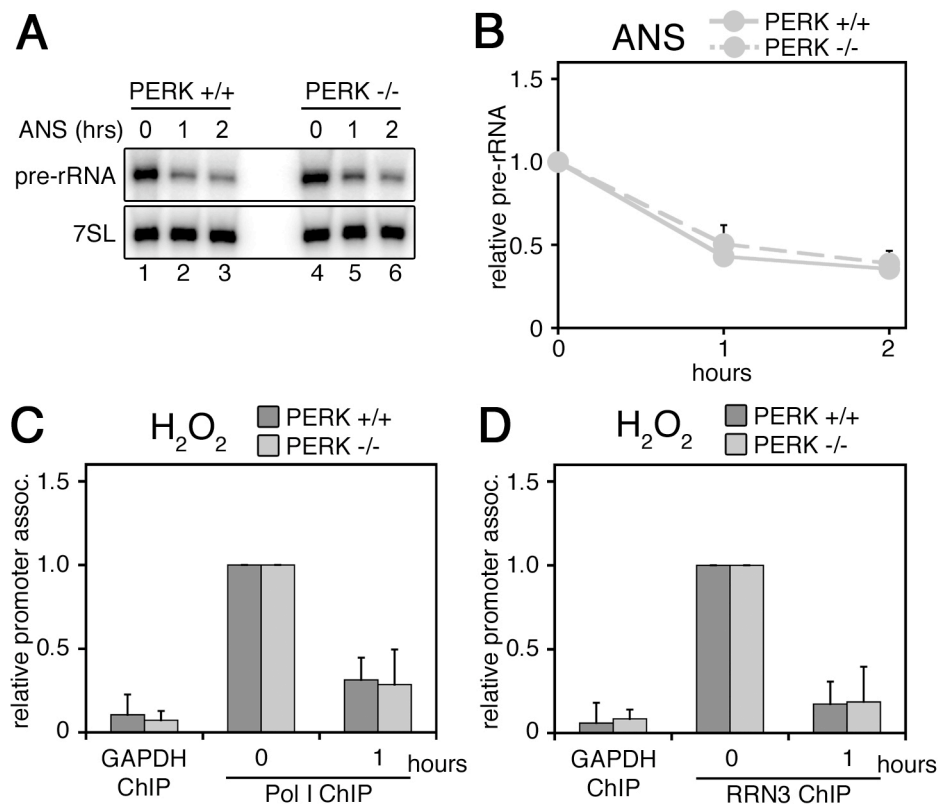 A
PERK +/+ PERK -/-
ANS (hrs) 0 1 2 0 1 2
pre-rRNA
7SL
1 2 3 4 5 6
B
ANS
PERK +/+
PERK -/-
1.5
1.0
0.5
0
relative pre-rRNA
0 1 2
hours
C
H₂O₂
PERK +/+
PERK -/-
1.5
1.0
0.5
0
relative promoter assoc.
GAPDH
ChIP
0 1 hours
Pol I ChIP
D
H₂O₂
PERK +/+
PERK -/-
1.5
1.0
0.5
0
relative promoter assoc.
GAPDH
ChIP
0 1 hours
RRN3 ChIP